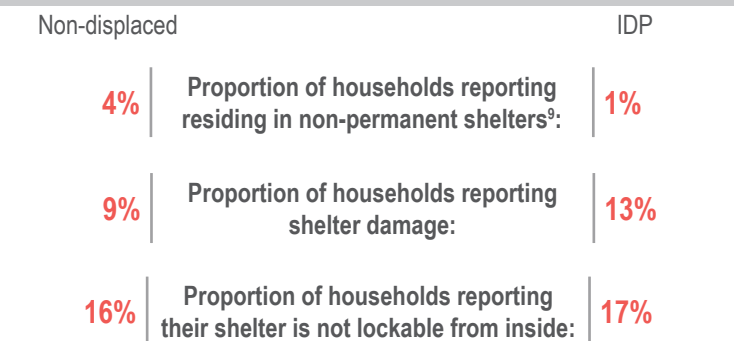 Non-displaced IDP
Proportion of households reporting
4% residing in non-permanent shelters⁹: 1%
Proportion of households reporting
9% shelter damage: 13%
Proportion of households reporting
16% their shelter is not lockable from inside: 17%